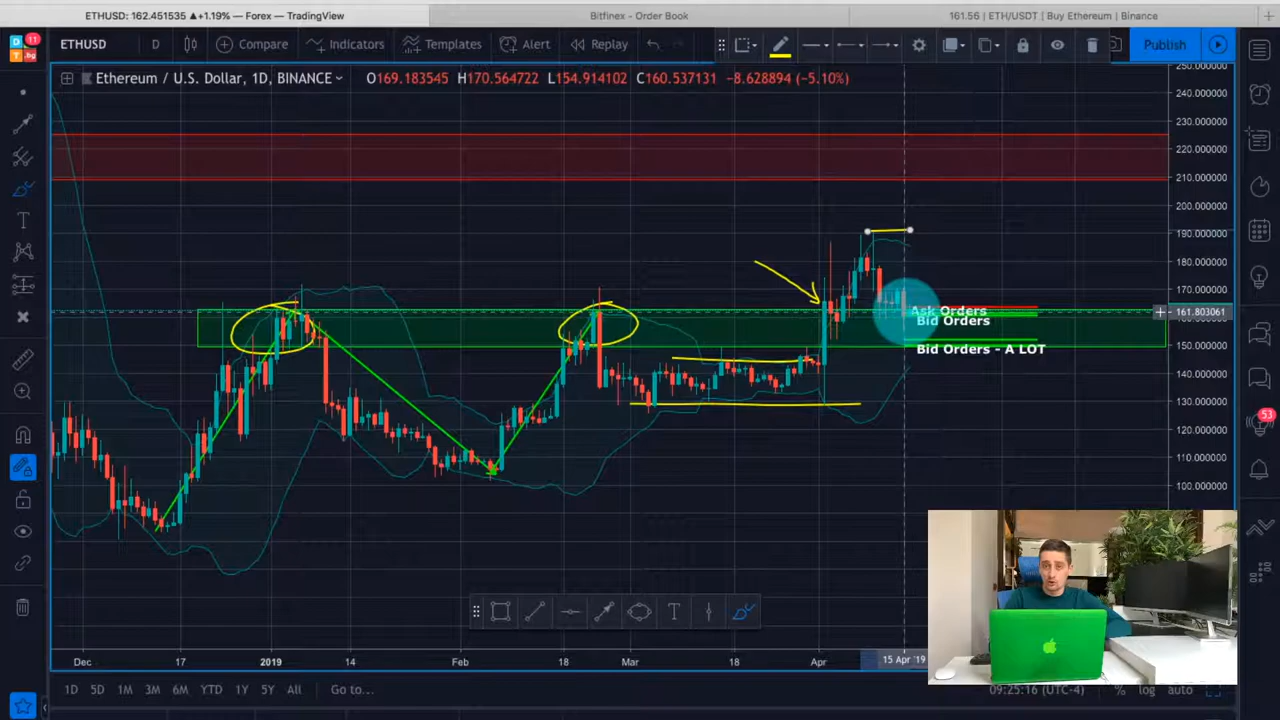 ETHUSD: 162.451535 ▲+1.19% — Forex — TradingView
Bitfinex - Order Book
161.56 | ETH/USDT | Buy Ethereum | Binance
11
ETHUSD
D
Compare
Indicators
Templates
Alert
Replay
Publish
Ethereum / U.S. Dollar, 1D, BINANCE
O169.183545 H170.564722 L154.914102 C160.537131 -8.628894 (-5.10%)
250.000000
240.000000
230.000000
220.000000
210.000000
200.000000
190.000000
180.000000
170.000000
161.803061
150.000000
140.000000
130.000000
120.000000
110.000000
100.000000
Ask Orders
Bid Orders
Bid Orders - A LOT
53
Dec
17
2019
14
Feb
18
Mar
18
Apr
15 Apr '19
1D
5D
1M
3M
6M
YTD
1Y
5Y
All
Go to...
09:25:16 (UTC-4)
%
log
auto